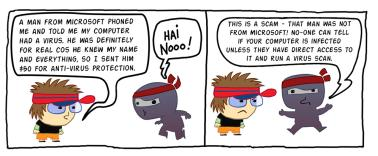 A MAN FROM MICROSOFT PHONED
ME AND TOLD ME MY COMPUTER
HAD A VIRUS. HE WAS DEFINITELY
FOR REAL COS HE KNEW MY NAME
AND EVERYTHING, SO I SENT HIM
$50 FOR ANTI-VIRUS PROTECTION.
HAI
NOOO!
THIS IS A SCAM - THAT MAN WAS NOT
FROM MICROSOFT! NO-ONE CAN TELL
IF YOUR COMPUTER IS INFECTED
UNLESS THEY HAVE DIRECT ACCESS TO
IT AND RUN A VIRUS SCAN.